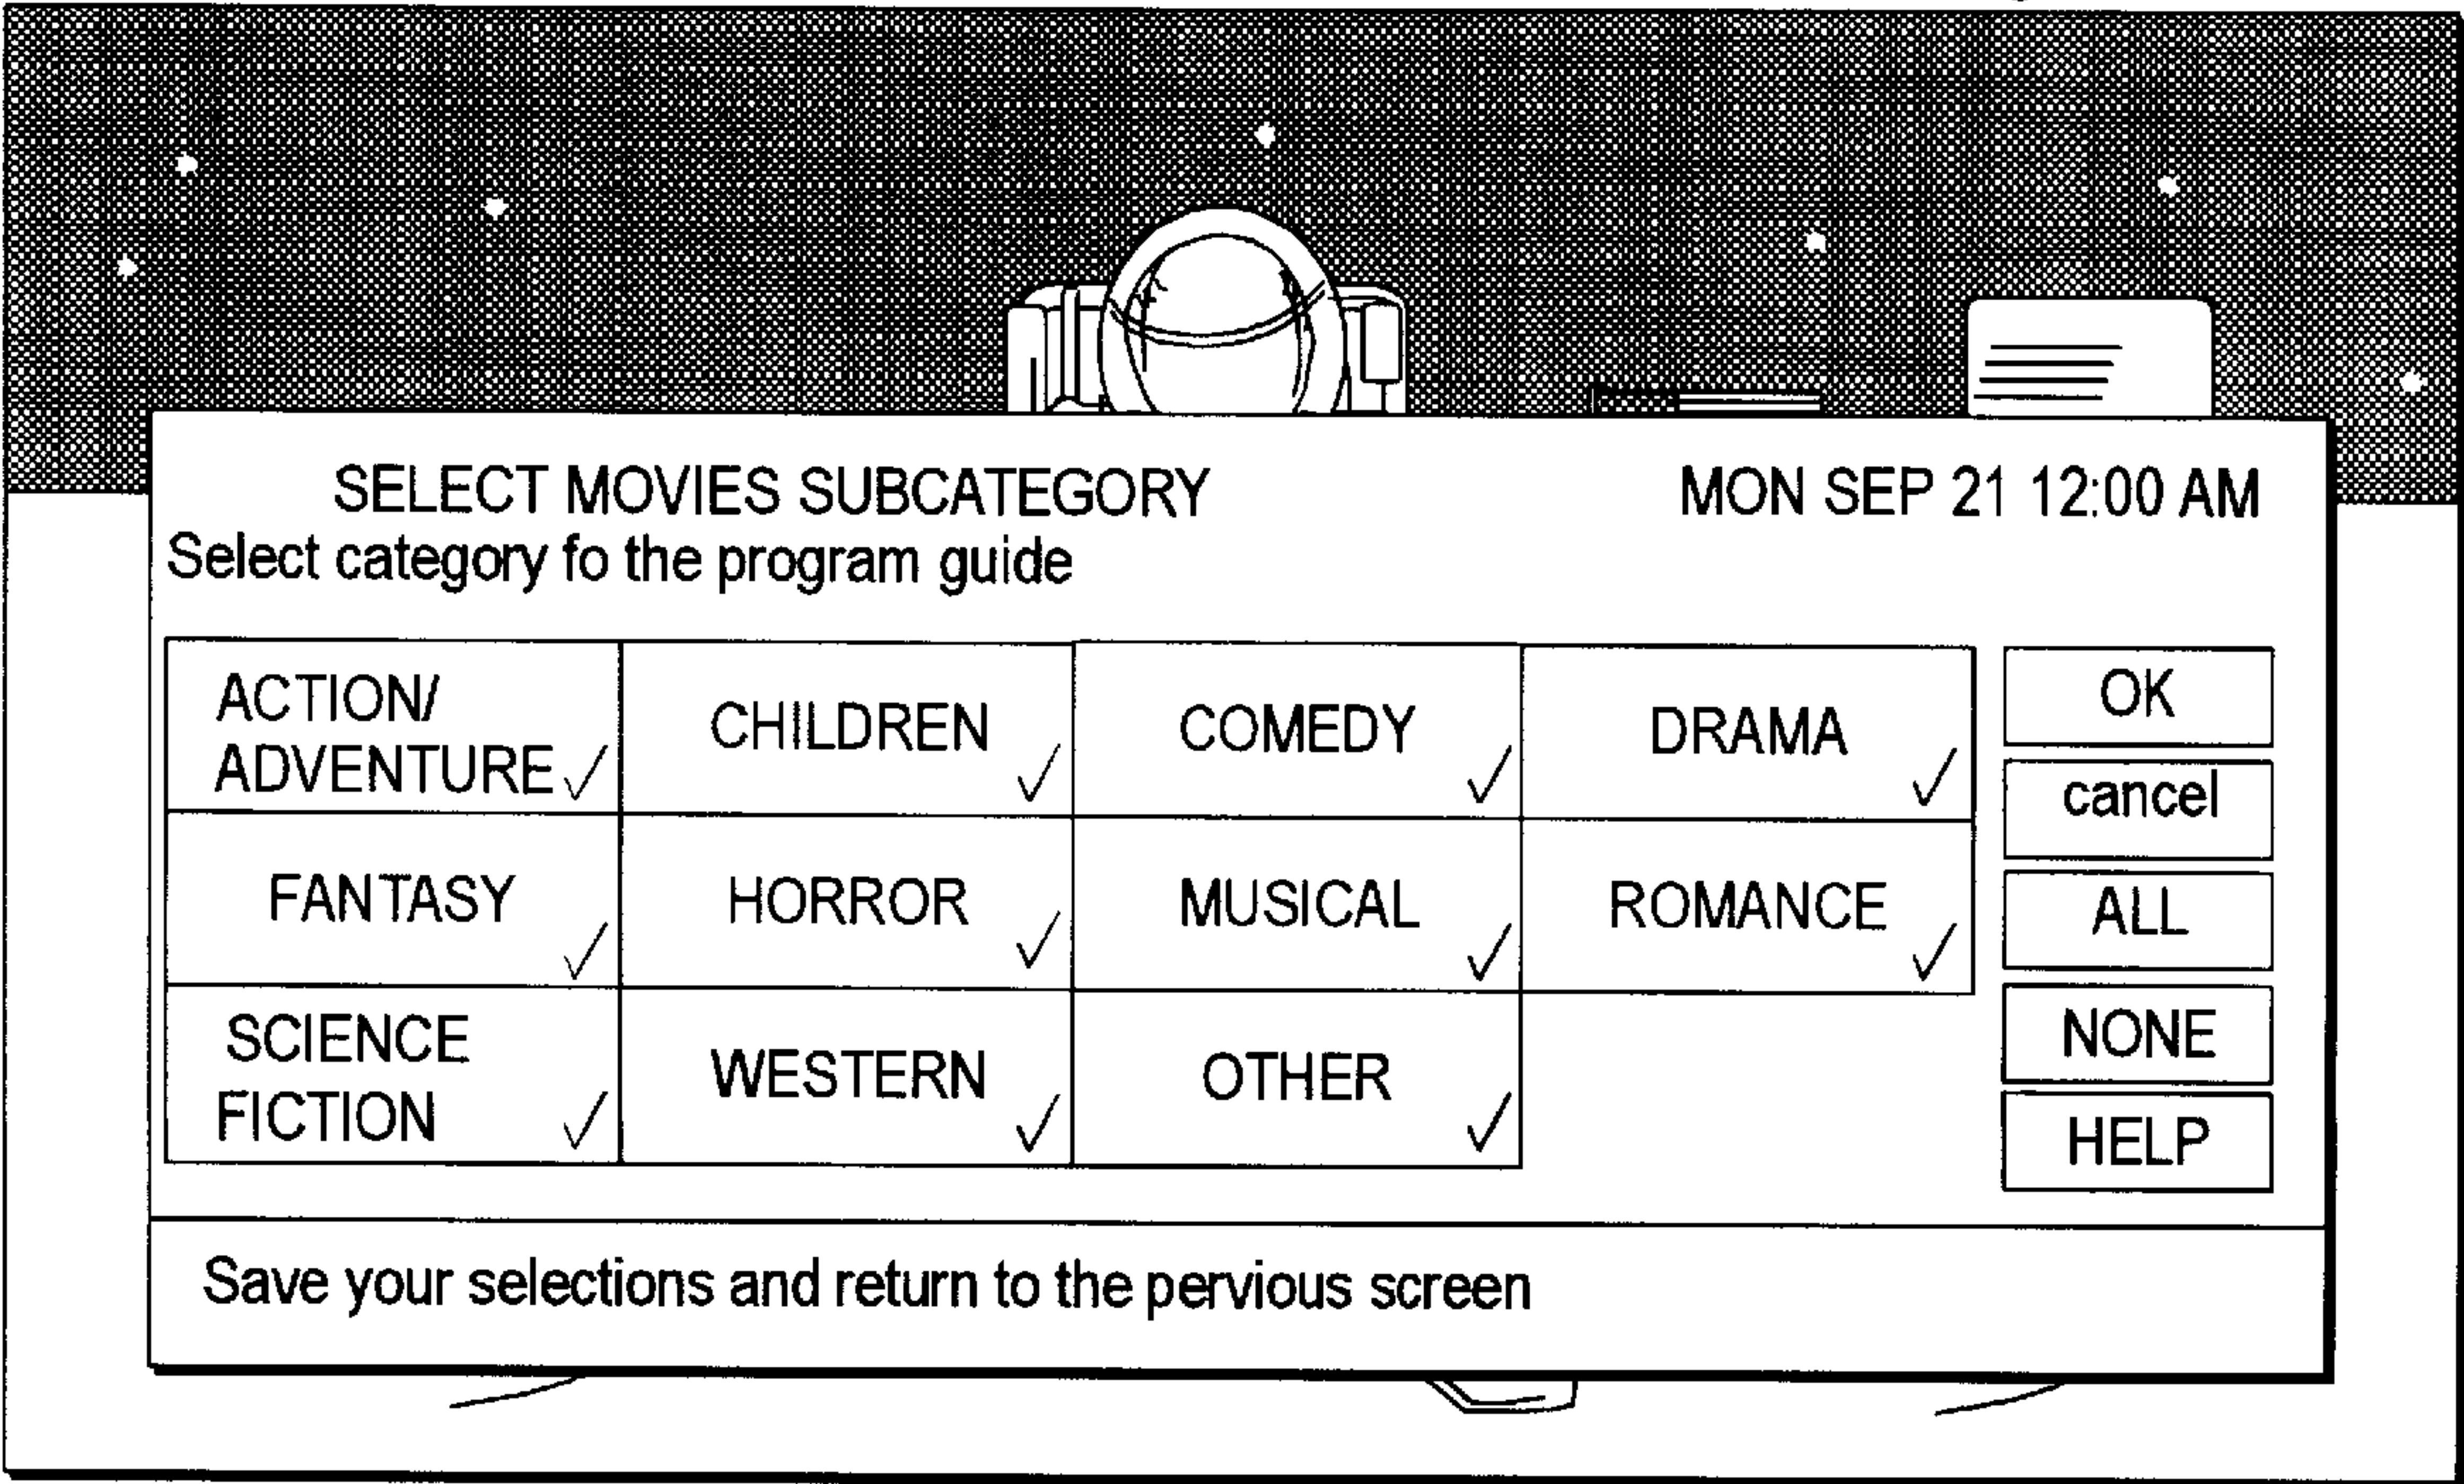 SELECT MOVIES SUBCATEGORY MON SEP 21 12:00 AM
Select category fo the program guide
ACTION/
ADVENTURE
CHILDREN
COMEDY
DRAMA
FANTASY
HORROR
MUSICAL
ROMANCE
SCIENCE
FICTION
WESTERN
OTHER
OK
cancel
ALL
NONE
HELP
Save your selections and return to the pervious screen